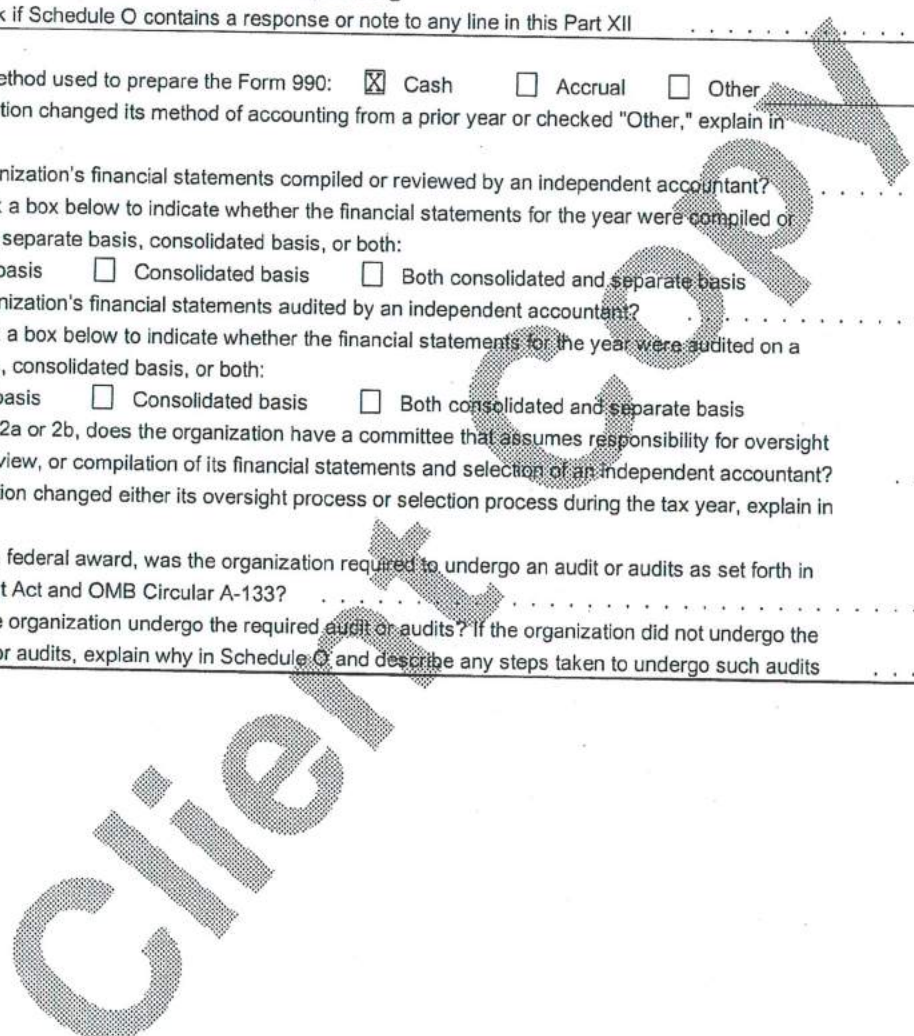 if Schedule O contains a response or note to any line in this Part XII . . . . . . . . . .
ethod used to prepare the Form 990: X Cash Accrual Other
tion changed its method of accounting from a prior year or checked "Other," explain in
nization's financial statements compiled or reviewed by an independent accountant? . . . . .
a box below to indicate whether the financial statements for the year were compiled or
separate basis, consolidated basis, or both:
basis Consolidated basis Both consolidated and separate basis
nization's financial statements audited by an independent accountant? . . . . . . . . . .
a box below to indicate whether the financial statements for the year were audited on a
, consolidated basis, or both:
basis Consolidated basis Both consolidated and separate basis
2a or 2b, does the organization have a committee that assumes responsibility for oversight
view, or compilation of its financial statements and selection of an independent accountant? .
ion changed either its oversight process or selection process during the tax year, explain in
federal award, was the organization required to undergo an audit or audits as set forth in
t Act and OMB Circular A-133? . . . . . . . . . . . . . . . . . . . . . . . . . . .
e organization undergo the required audit or audits? If the organization did not undergo the
or audits, explain why in Schedule O and describe any steps taken to undergo such audits . . .
Client Copy